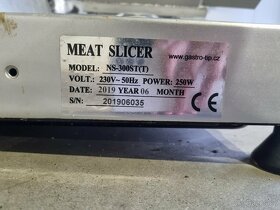 MEAT SLICER www.gastro-bp.cz
MODEL: NS-300ST(T)
VOLT.: 230V~50Hz POWER: 250W
DATE: 2019 YEAR 06 MONTH
S/N: 201906035 CE